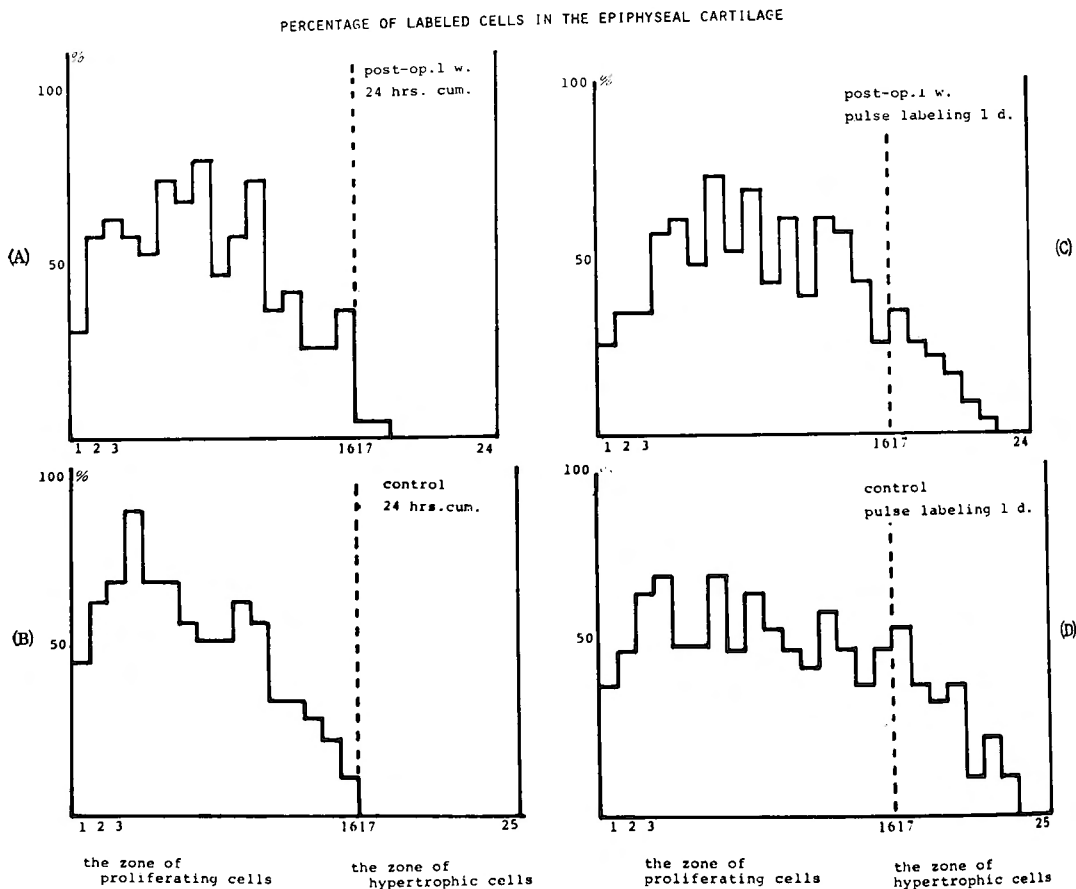 PERCENTAGE OF LABELED CELLS IN THE EPIPHYSEAL CARTILAGE
(A)
%
100
50
post-op.1 w.
24 hrs. cum.
1 2 3
1617
24
(C)
%
100
50
post-op.1 w.
pulse labeling 1 d.
1 2 3
1617
24
(B)
%
100
50
control
24 hrs.cum.
1 2 3
1617
25
(D)
100
50
control
pulse labeling 1 d.
1 2 3
1617
25
the zone of
proliferating cells
the zone of
hypertrophic cells
the zone of
proliferating cells
the zone of
hypertrophic cells